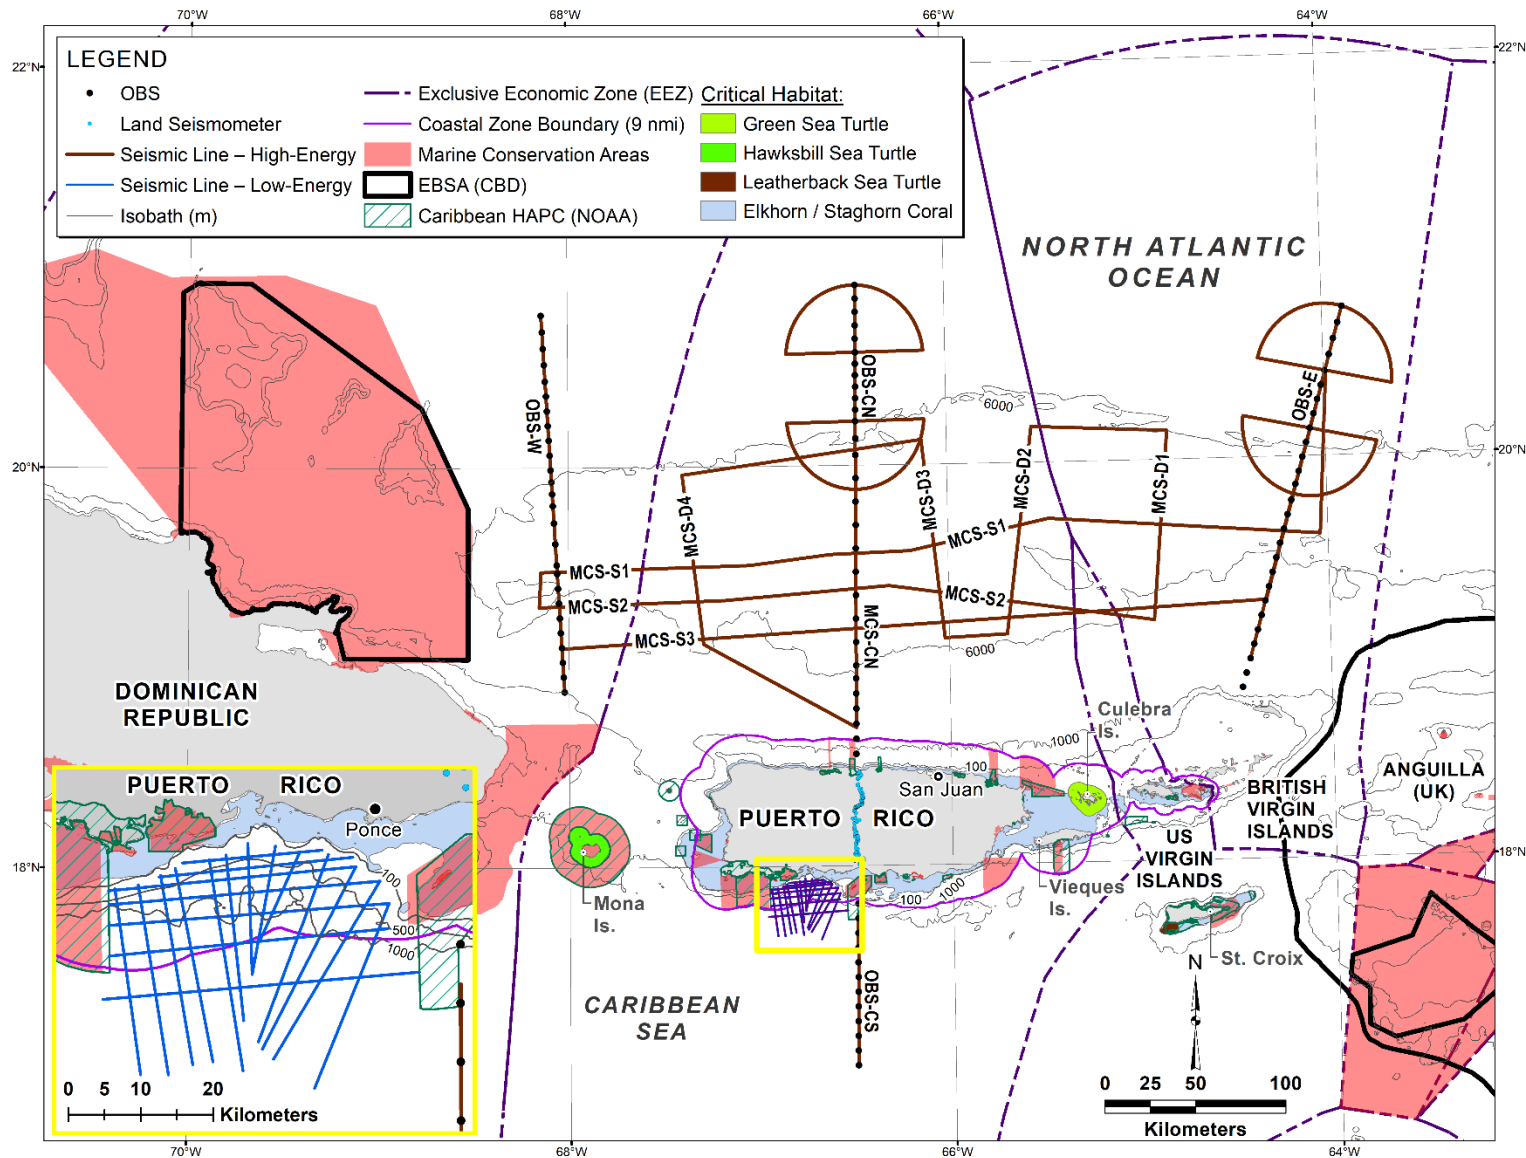 70°W
68°W
66°W
64°W
22°N
22°N
LEGEND
OBS
Land Seismometer
Seismic Line – High-Energy
Seismic Line – Low-Energy
Isobath (m)
Exclusive Economic Zone (EEZ)
Coastal Zone Boundary (9 nmi)
Marine Conservation Areas
EBSA (CBD)
Caribbean HAPC (NOAA)
Critical Habitat:
Green Sea Turtle
Hawksbill Sea Turtle
Leatherback Sea Turtle
Elkhorn / Staghorn Coral
NORTH ATLANTIC
OCEAN
OBS-W
OBS-CN
OBS-E
6000
20°N
20°N
MCS-D4
MCS-D3
MCS-D2
MCS-D1
MCS-S1
MCS-S1
MCS-S2
MCS-S2
MCS-S3
MCS-CN
6000
DOMINICAN
REPUBLIC
Culebra
Is.
1000
100
San Juan
PUERTO RICO
BRITISH
VIRGIN
ISLANDS
ANGUILLA
(UK)
US
VIRGIN
ISLANDS
18°N
18°N
Mona
Is.
Vieques
Is.
1000
100
St. Croix
OBS-CS
CARIBBEAN
SEA
PUERTO RICO
Ponce
100
500
1000
0 5 10 20
Kilometers
N
0 25 50 100
Kilometers
70°W
68°W
66°W
64°W